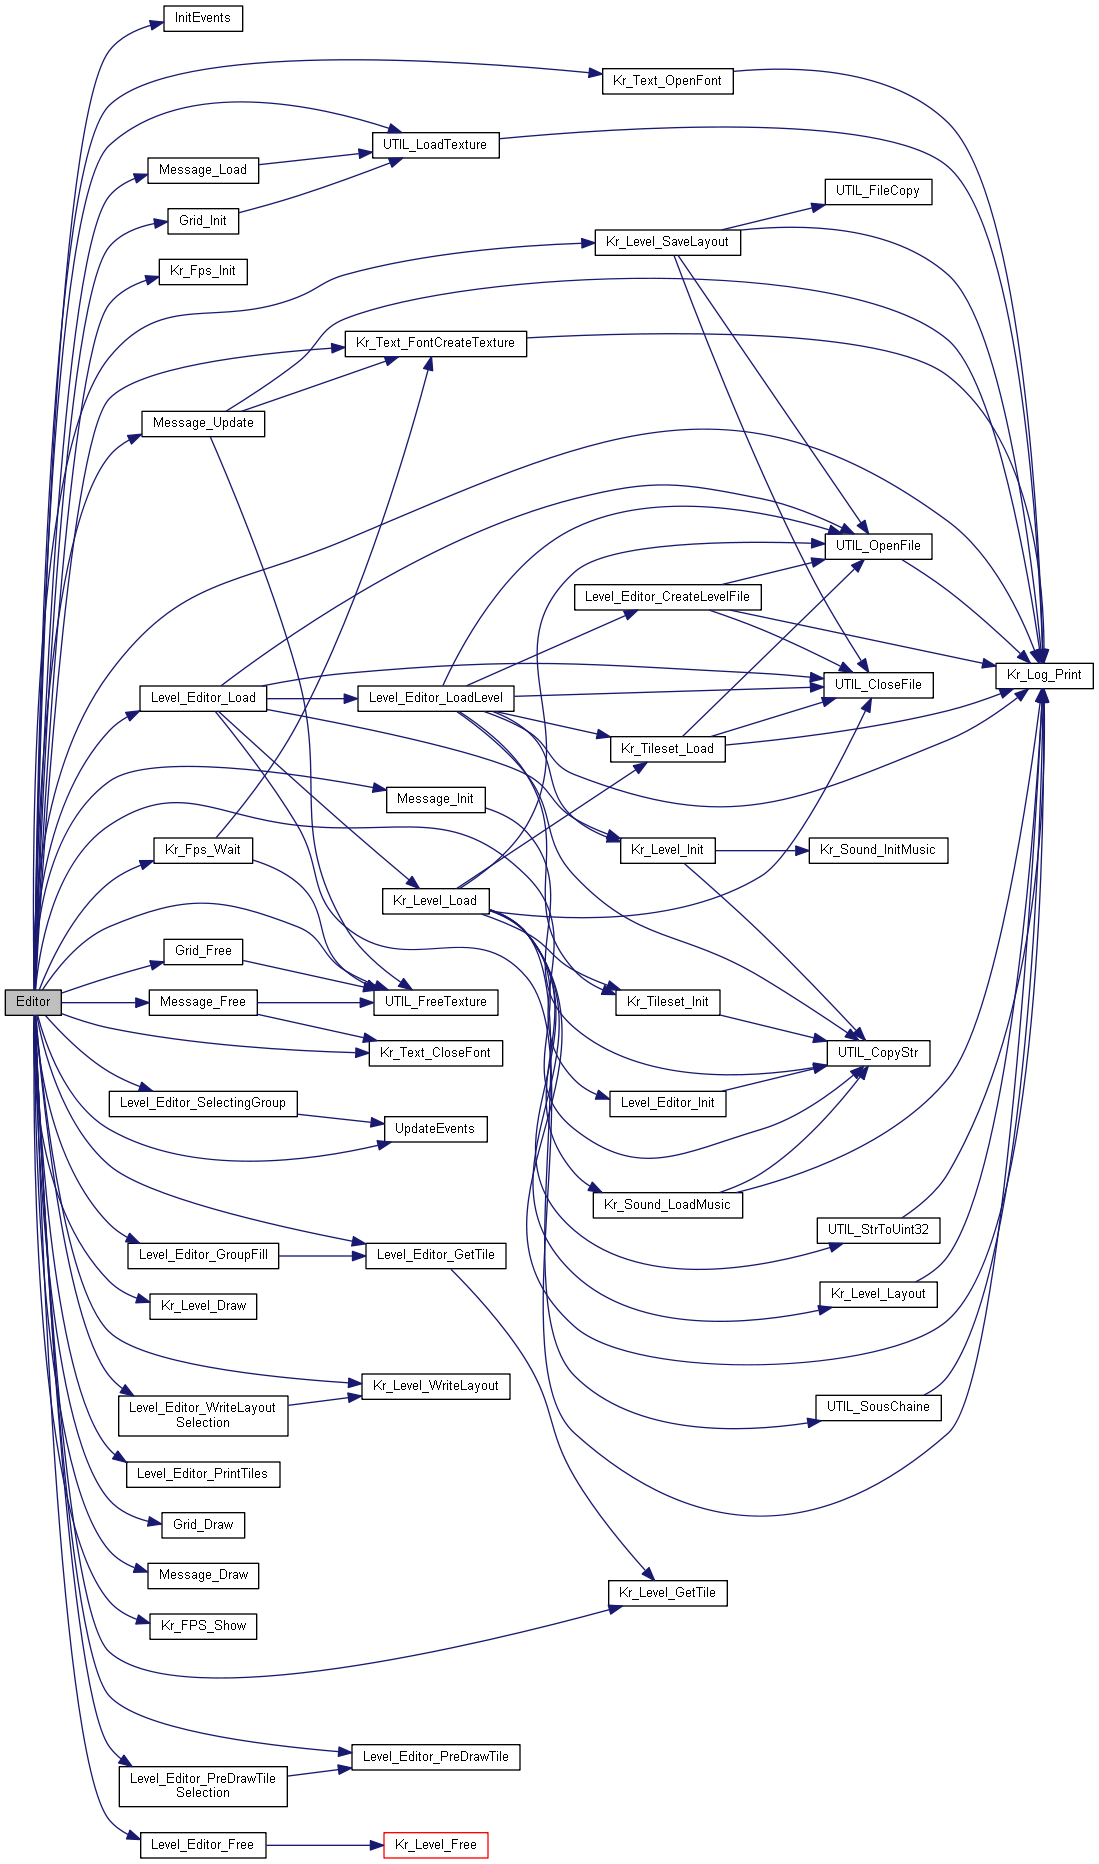 InitEvents
Kr_Text_OpenFont
UTIL_LoadTexture
Message_Load
UTIL_FileCopy
Grid_Init
Kr_Level_SaveLayout
Kr_Fps_Init
Kr_Text_FontCreateTexture
Message_Update
UTIL_OpenFile
Level_Editor_CreateLevelFile
Kr_Log_Print
UTIL_CloseFile
Level_Editor_Load
Level_Editor_LoadLevel
Kr_Tileset_Load
Message_Init
Kr_Fps_Wait
Kr_Level_Init
Kr_Sound_InitMusic
Kr_Level_Load
Grid_Free
Editor
Message_Free
UTIL_FreeTexture
Kr_Tileset_Init
Kr_Text_CloseFont
UTIL_CopyStr
Level_Editor_SelectingGroup
Level_Editor_Init
UpdateEvents
Kr_Sound_LoadMusic
UTIL_StrToUint32
Level_Editor_GroupFill
Level_Editor_GetTile
Kr_Level_Layout
Kr_Level_Draw
Kr_Level_WriteLayout
Level_Editor_WriteLayout
Selection
UTIL_SousChaine
Level_Editor_PrintTiles
Grid_Draw
Message_Draw
Kr_Level_GetTile
Kr_FPS_Show
Level_Editor_PreDrawTile
Level_Editor_PreDrawTile
Selection
Level_Editor_Free
Kr_Level_Free